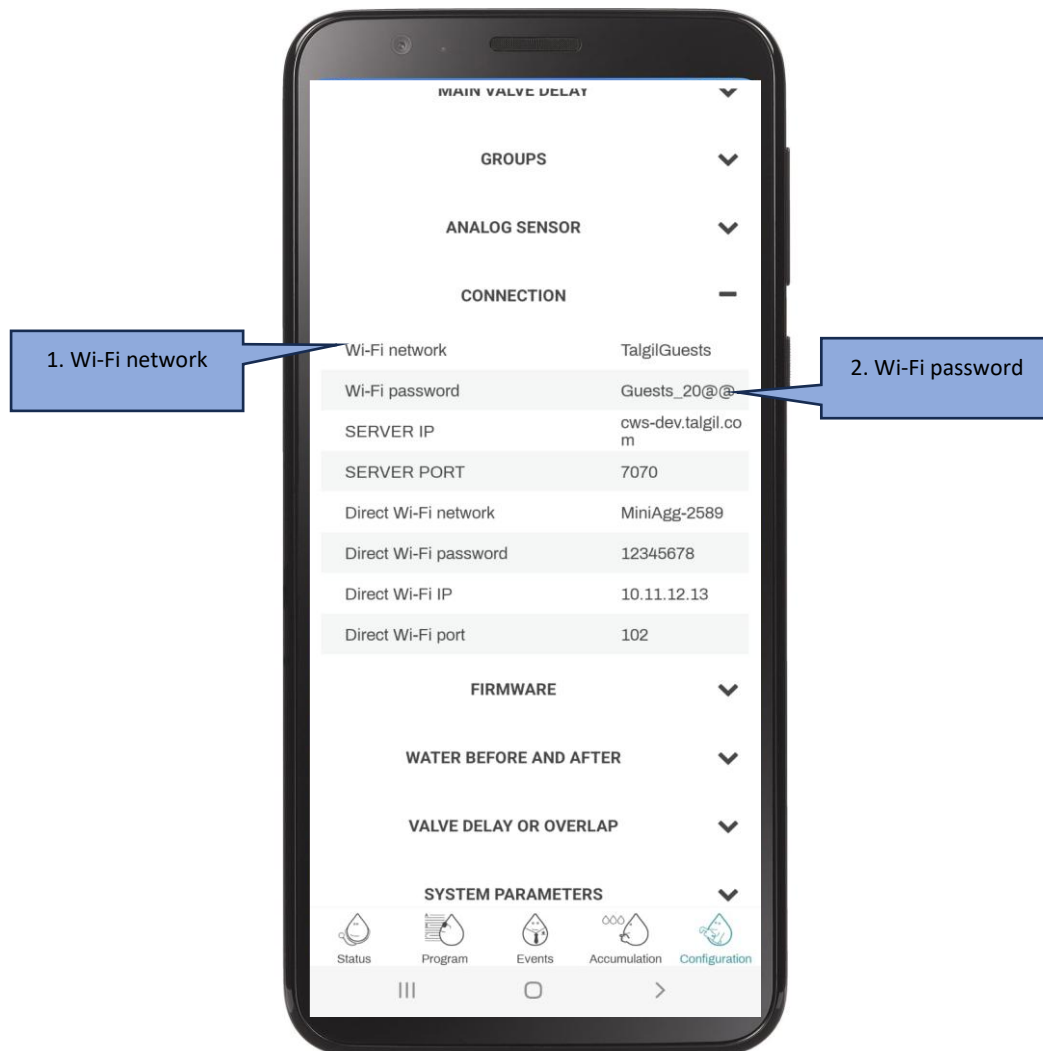 MAIN VALVE DELAY
GROUPS
ANALOG SENSOR
CONNECTION
1. Wi-Fi network
Wi-Fi network TalgilGuests
2. Wi-Fi password
Wi-Fi password Guests_20@@
SERVER IP cws-dev.talgil.co
m
SERVER PORT 7070
Direct Wi-Fi network MiniAgg-2589
Direct Wi-Fi password 12345678
Direct Wi-Fi IP 10.11.12.13
Direct Wi-Fi port 102
FIRMWARE
WATER BEFORE AND AFTER
VALVE DELAY OR OVERLAP
SYSTEM PARAMETERS
Status Program Events Accumulation Configuration